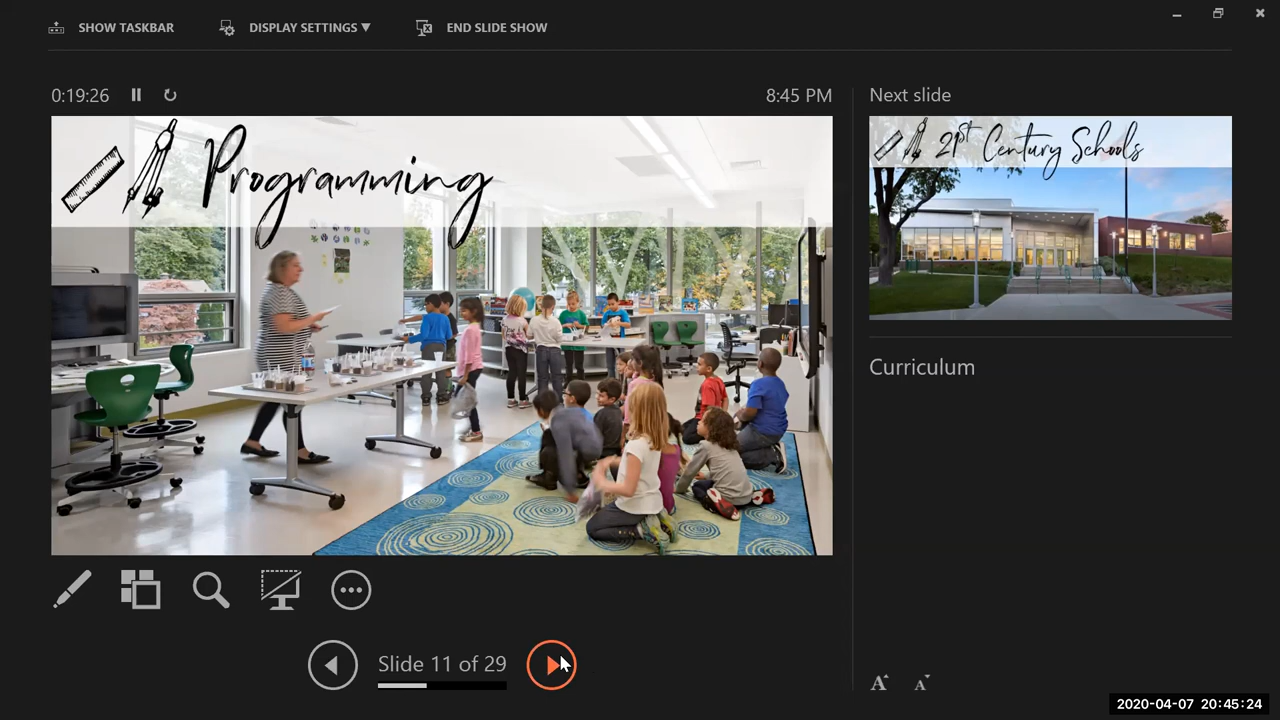 SHOW TASKBAR
DISPLAY SETTINGS ▼
END SLIDE SHOW
0:19:26
8:45 PM
Next slide
Programming
21st Century Schools
Curriculum
Slide 11 of 29
A A
2020-04-07 20:45:24